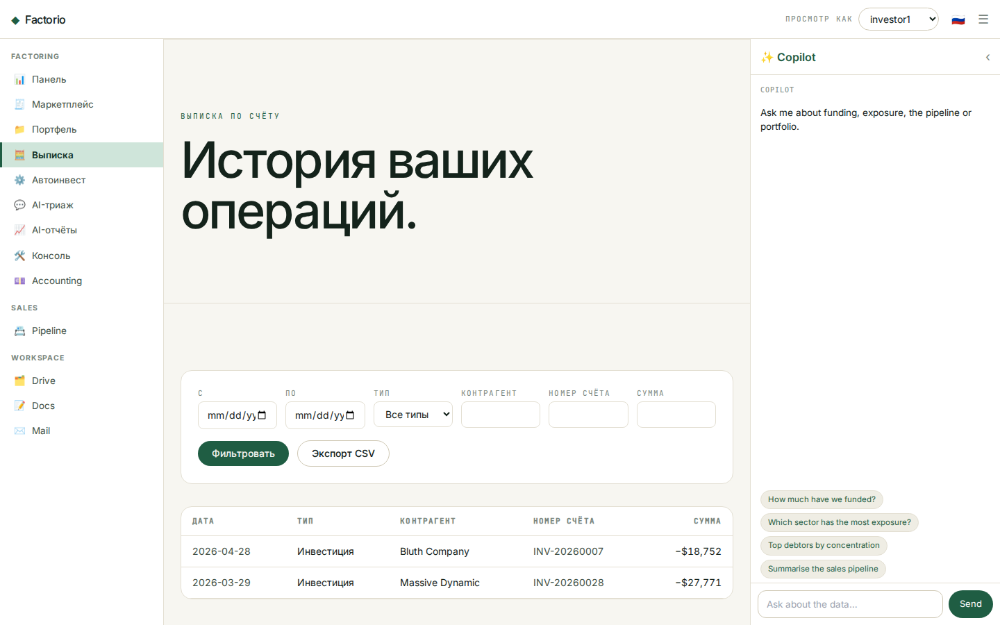 Factorio
ПРОСМОТР КАК
investor1
FACTORING
Панель
Маркетплейс
Портфель
Выписка
Автоинвест
AI-триаж
AI-отчёты
Консоль
Accounting
SALES
Pipeline
WORKSPACE
Drive
Docs
Mail
ВЫПИСКА ПО СЧЁТУ
История ваших
операций.
С ПО ТИП КОНТРАГЕНТ НОМЕР СЧЁТА СУММА
mm/dd/yy mm/dd/yy Все типы
Фильтровать Экспорт CSV
ДАТА ТИП КОНТРАГЕНТ НОМЕР СЧЁТА СУММА
2026-04-28 Инвестиция Bluth Company INV-20260007 −$18,752
2026-03-29 Инвестиция Massive Dynamic INV-20260028 −$27,771
✨ Copilot
COPILOT
Ask me about funding, exposure, the pipeline or
portfolio.
How much have we funded?
Which sector has the most exposure?
Top debtors by concentration
Summarise the sales pipeline
Ask about the data...
Send